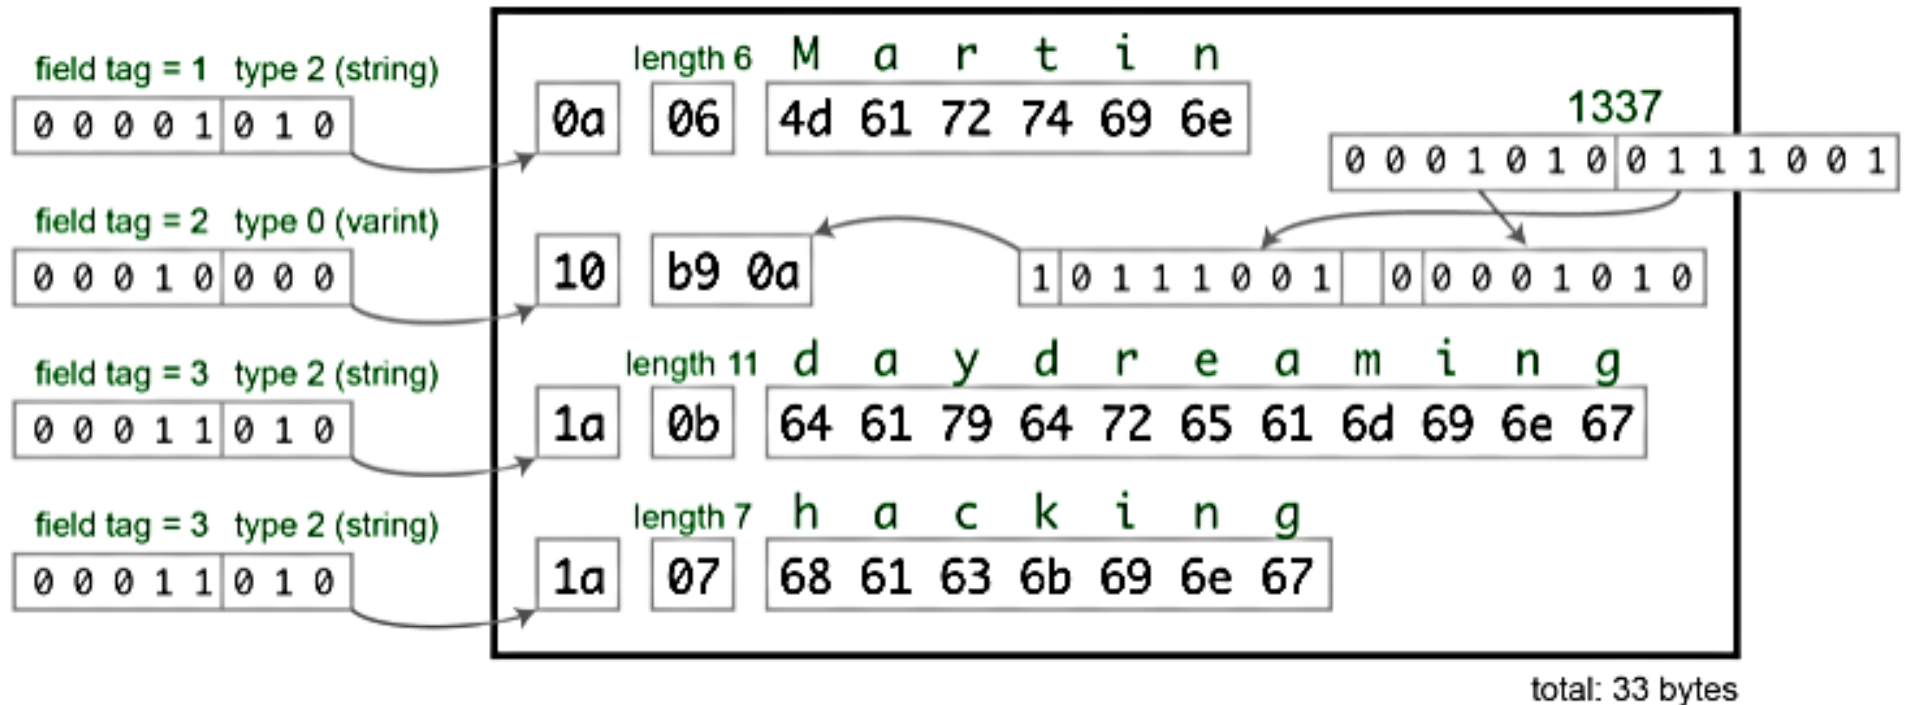 length 6 M a r t i n
field tag = 1 type 2 (string)
0 0 0 0 1 0 1 0
0a 06 4d 61 72 74 69 6e
1337
0 0 0 1 0 1 0 0 1 1 1 0 0 1
field tag = 2 type 0 (varint)
0 0 0 1 0 0 0 0
10 b9 0a
1 0 1 1 1 0 0 1 0 0 0 0 1 0 1 0
length 11 d a y d r e a m i n g
field tag = 3 type 2 (string)
0 0 0 1 1 0 1 0
1a 0b 64 61 79 64 72 65 61 6d 69 6e 67
length 7 h a c k i n g
field tag = 3 type 2 (string)
0 0 0 1 1 0 1 0
1a 07 68 61 63 6b 69 6e 67
total: 33 bytes